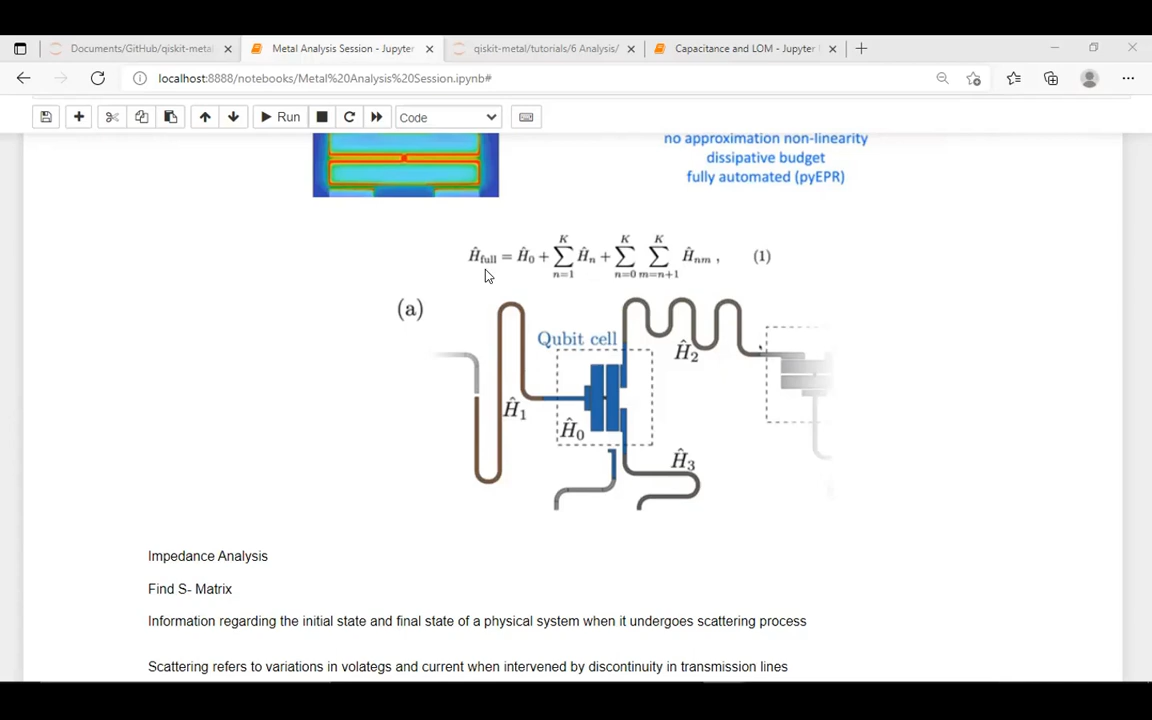 Documents/GitHub/qiskit-metal
Metal Analysis Session - Jupyter
qiskit-metal/tutorials/6 Analysis/
Capacitance and LOM - Jupyter
localhost:8888/notebooks/Metal%20Analysis%20Session.ipynb#
Run
Code
no approximation non-linearity
dissipative budget
fully automated (pyEPR)
Ĥfull = Ĥ0 + ∑_{n=1}^{K} Ĥn + ∑_{n=0}^{K} ∑_{m=n+1}^{K} Ĥnm , (1)
(a)
Qubit cell
Ĥ2
Ĥ1
Ĥ0
Ĥ3
Impedance Analysis
Find S- Matrix
Information regarding the initial state and final state of a physical system when it undergoes scattering process
Scattering refers to variations in volategs and current when intervened by discontinuity in transmission lines